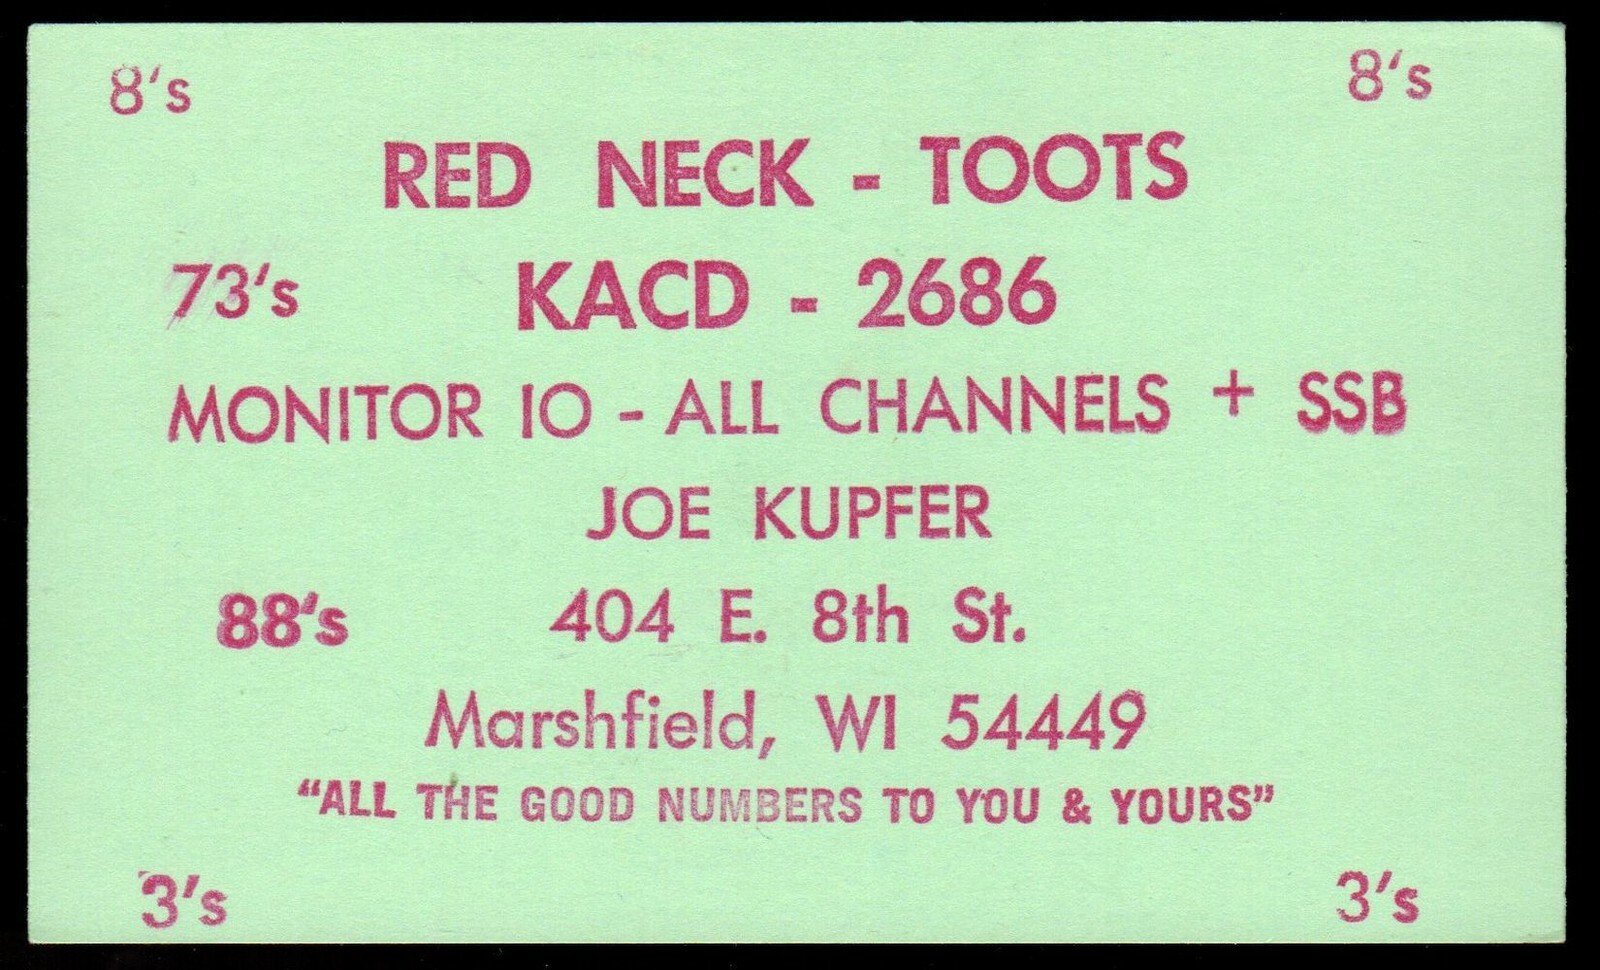 8's 8's
RED NECK - TOOTS
73's KACD - 2686
MONITOR 10 - ALL CHANNELS + SSB
JOE KUPFER
88's 404 E. 8th St.
Marshfield, WI 54449
"ALL THE GOOD NUMBERS TO YOU & YOURS"
3's 3's